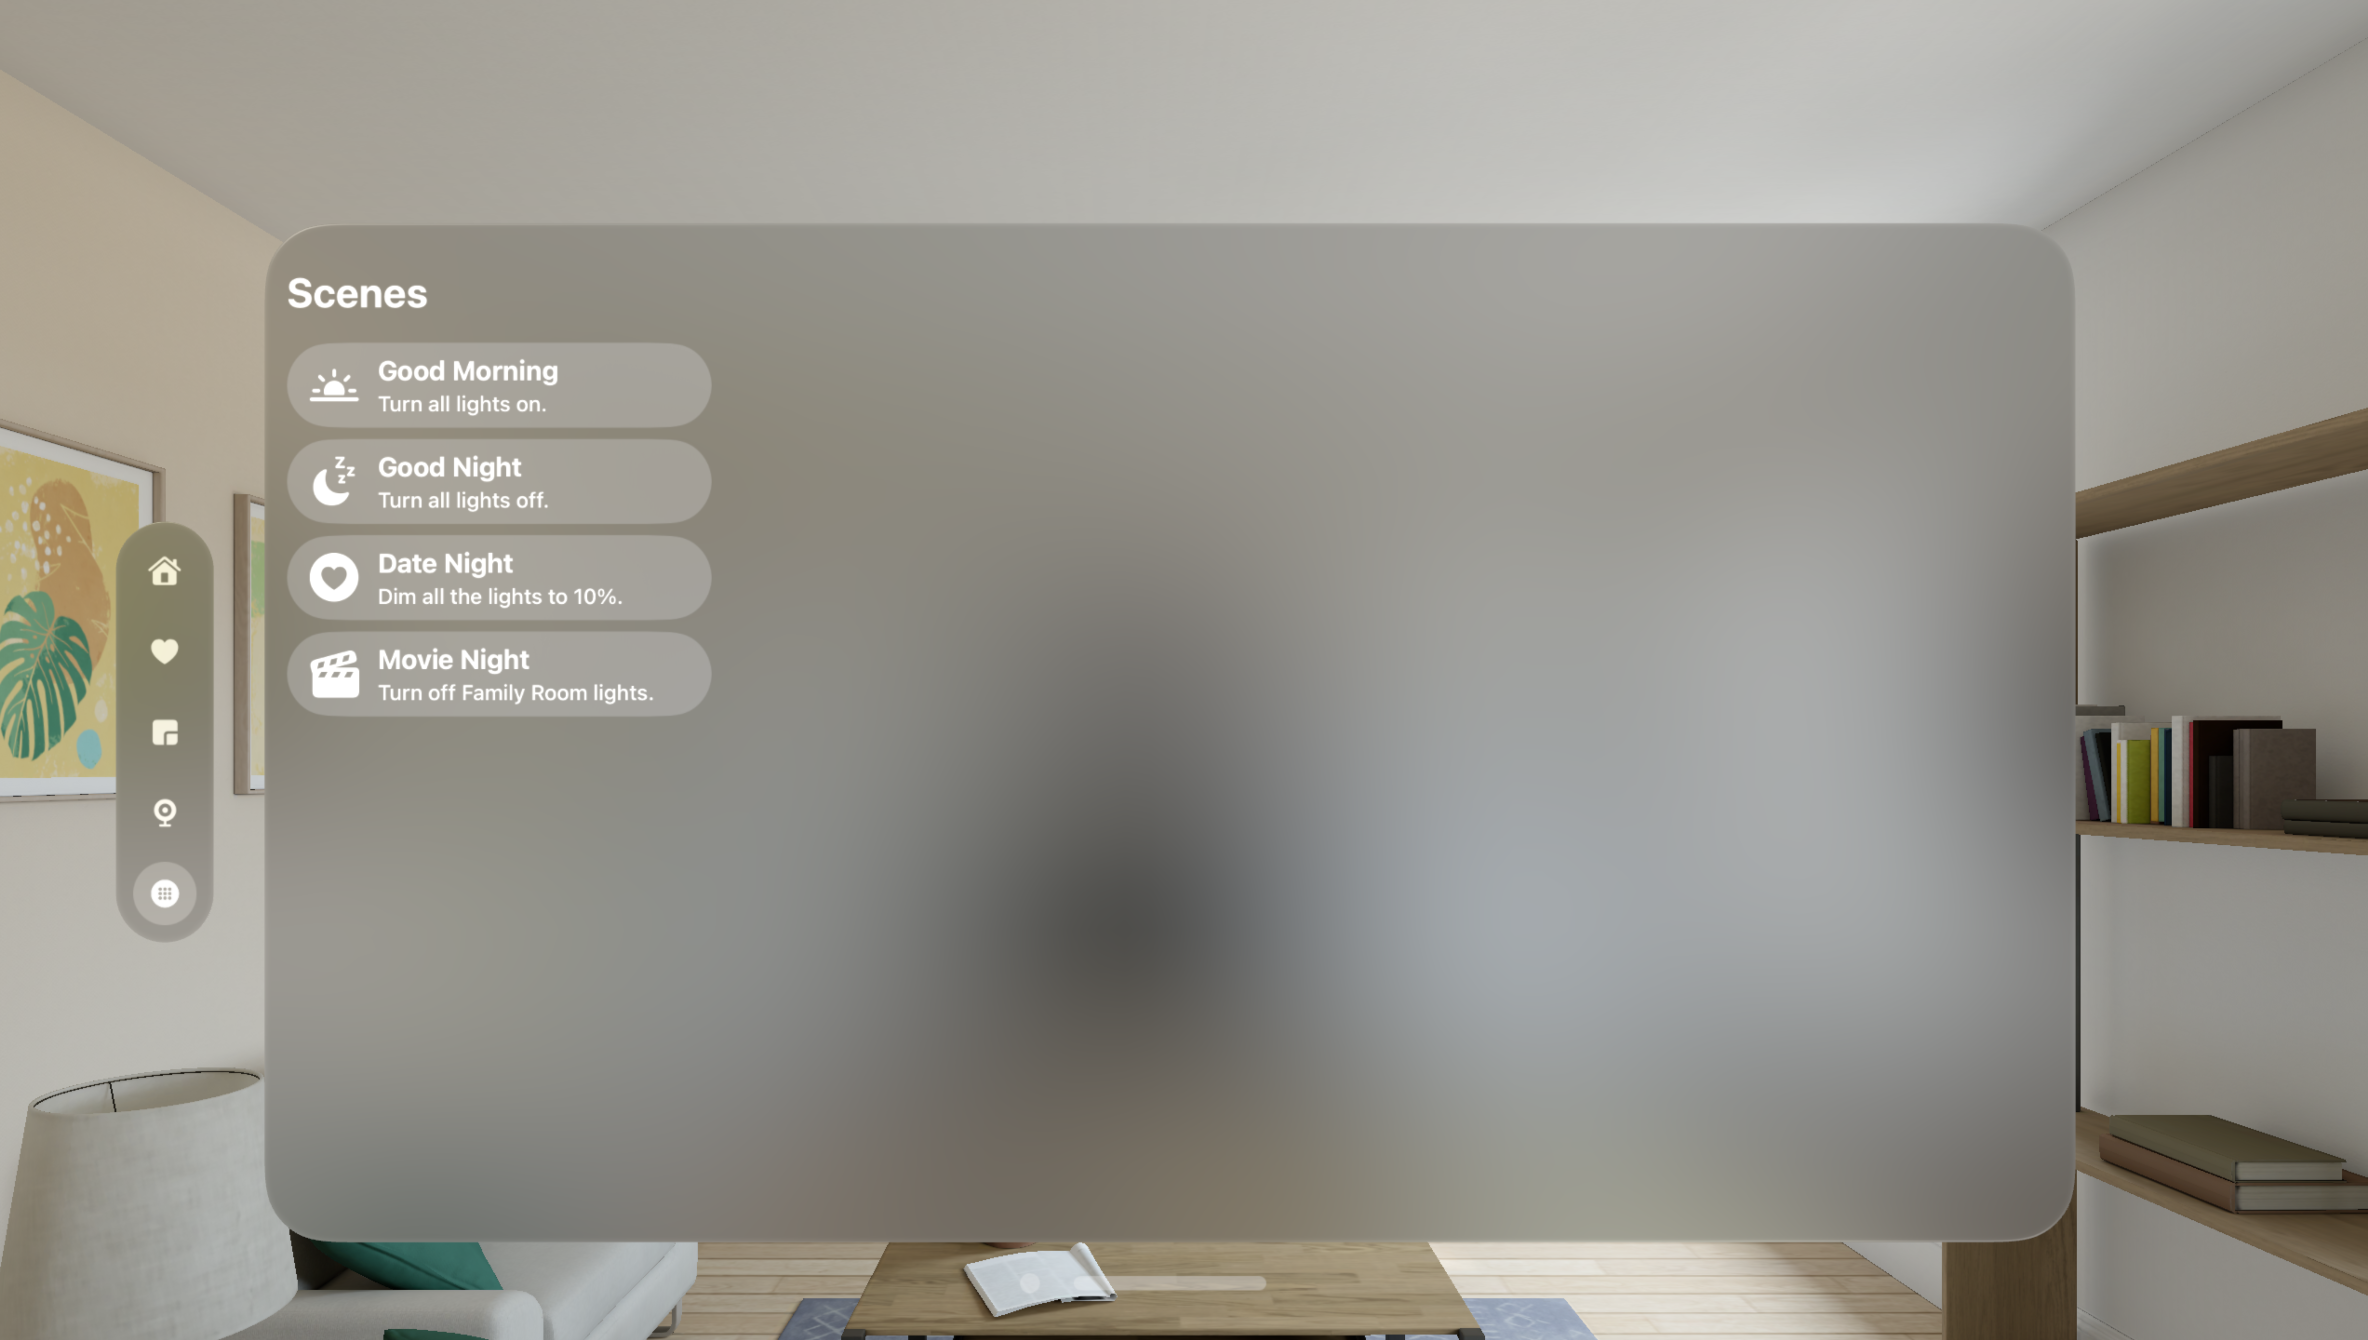 Scenes
Good Morning
Turn all lights on.
Good Night
Turn all lights off.
Date Night
Dim all the lights to 10%.
Movie Night
Turn off Family Room lights.